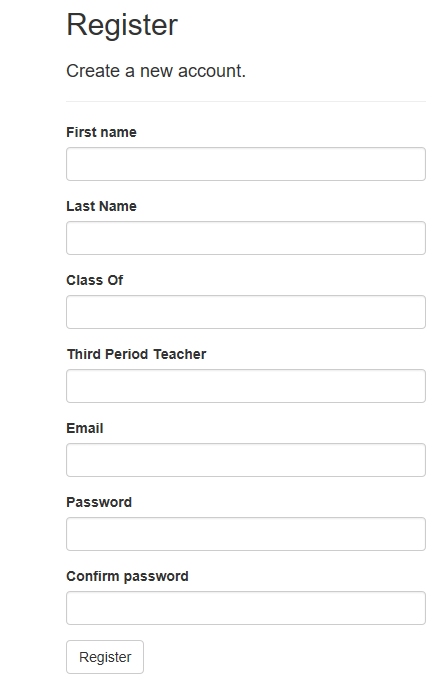 Register
Create a new account.
First name
Last Name
Class Of
Third Period Teacher
Email
Password
Confirm password
Register